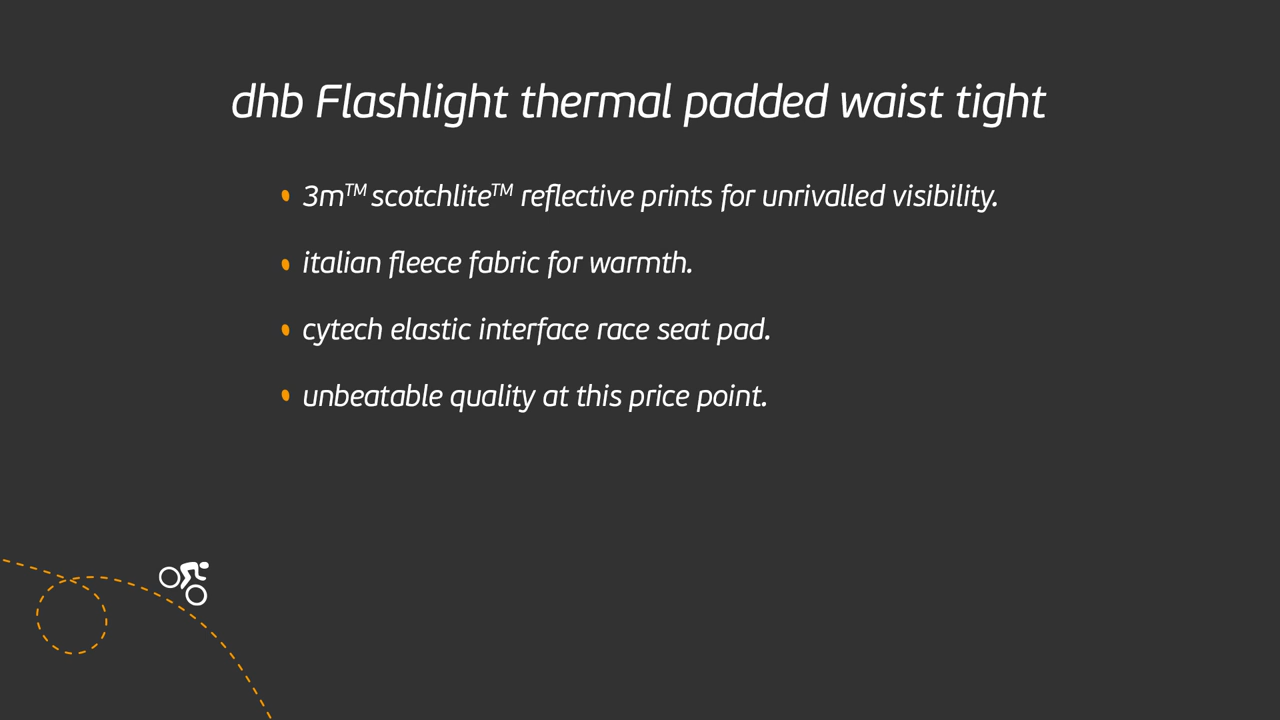 dhb Flashlight thermal padded waist tight
3m™ scotchlite™ reflective prints for unrivalled visibility.
italian fleece fabric for warmth.
cytech elastic interface race seat pad.
unbeatable quality at this price point.